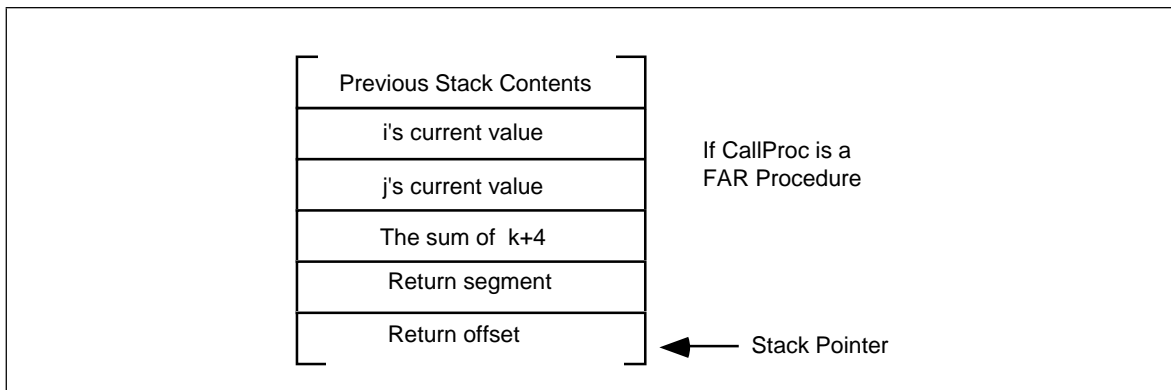 Previous Stack Contents
i's current value
j's current value
The sum of k+4
Return segment
Return offset
If CallProc is a
FAR Procedure
Stack Pointer